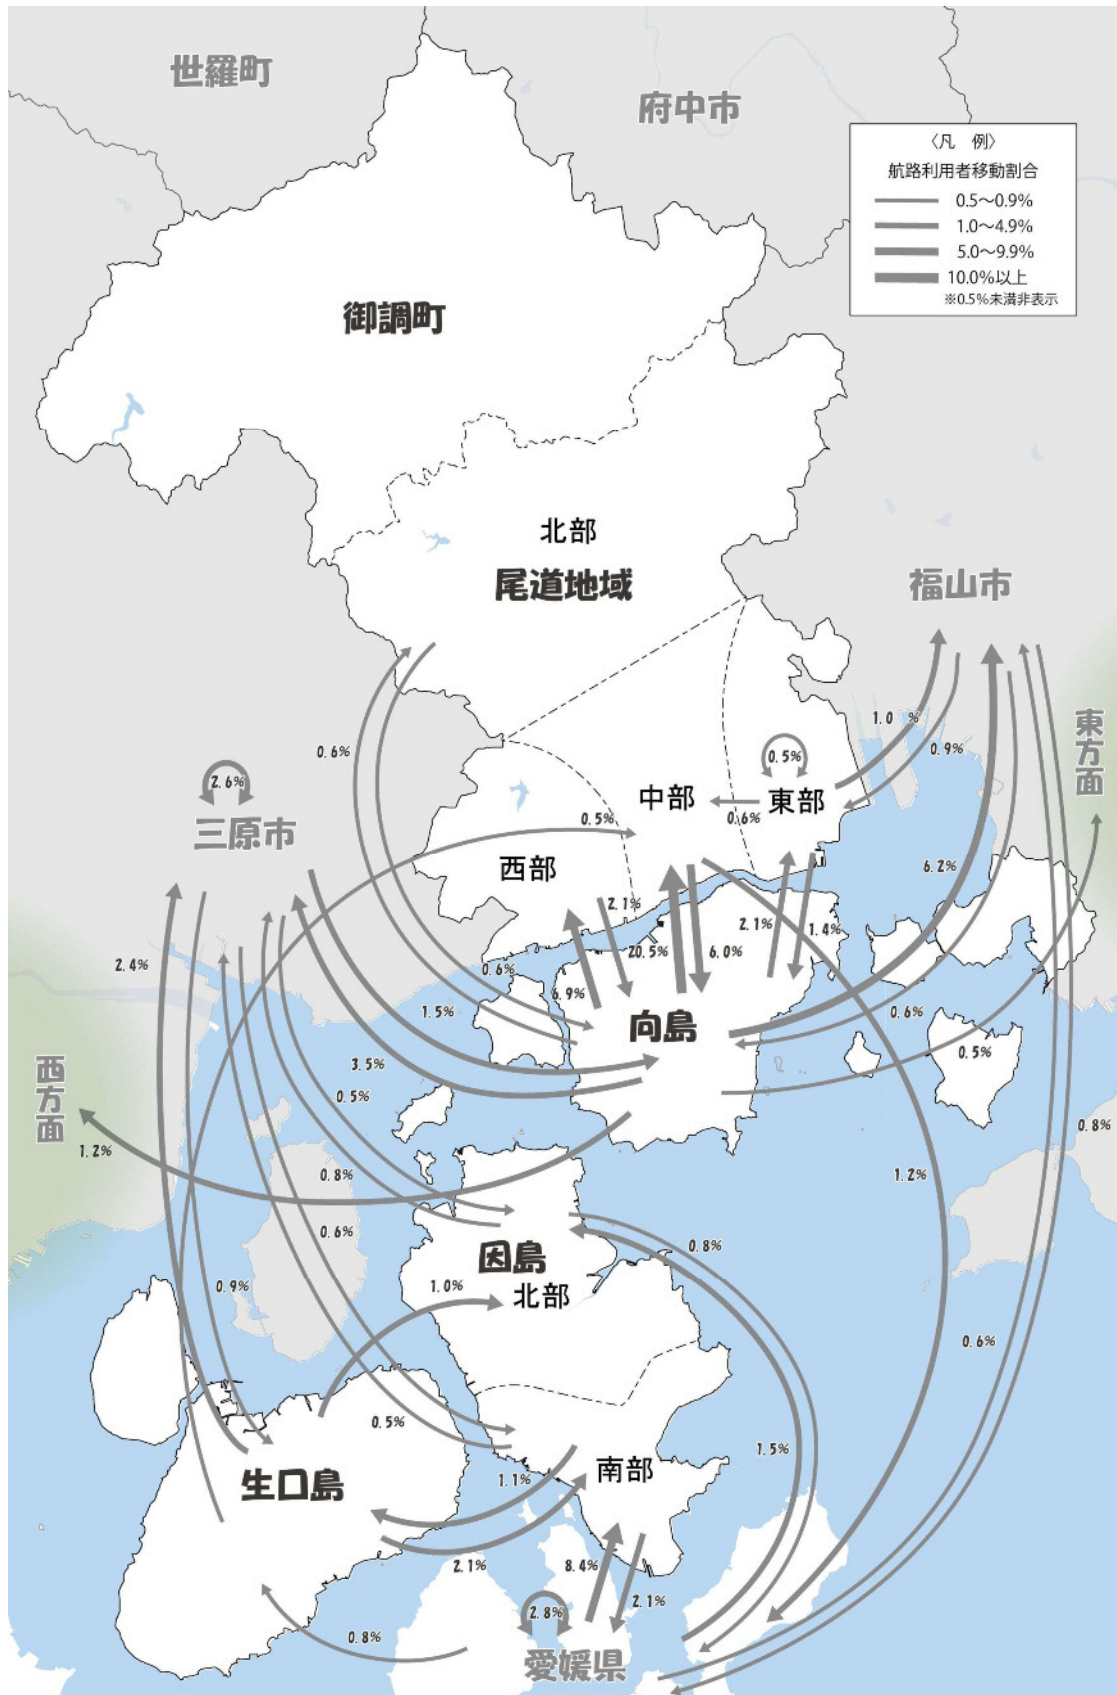 世羅町
府中市
〈凡 例〉
航路利用者移動割合
0.5～0.9%
1.0～4.9%
5.0～9.9%
10.0%以上
※0.5%未満非表示
御調町
北部
尾道地域
福山市
東方面
1.0 %
0.9%
0.6%
0.5%
2.6%
三原市
中部
東部
0.5%
0.6%
西部
6.2%
2.1%
20.5%
6.0%
2.1%
1.4%
2.4%
0.6%
6.9%
1.5%
向島
0.6%
0.5%
3.5%
0.5%
西方面
1.2%
0.8%
0.8%
1.2%
0.6%
因島
北部
0.8%
0.9%
1.0%
0.6%
0.5%
1.5%
生口島
1.1%
南部
2.1%
8.4%
2.1%
2.8%
0.8%
愛媛県